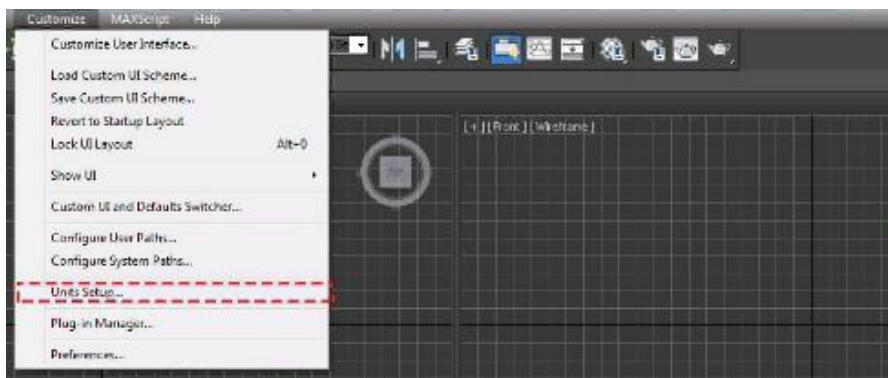 Customize MAXScript Help
Customize User Interface...
Load Custom UI Scheme...
Save Custom UI Scheme...
Revert to Startup Layout
Lock UI Layout Alt+0
Show UI
Custom UI and Defaults Switcher...
Configure User Paths...
Configure System Paths...
Units Setup...
Plug-in Manager...
Preferences...
[+][Front][Wireframe]